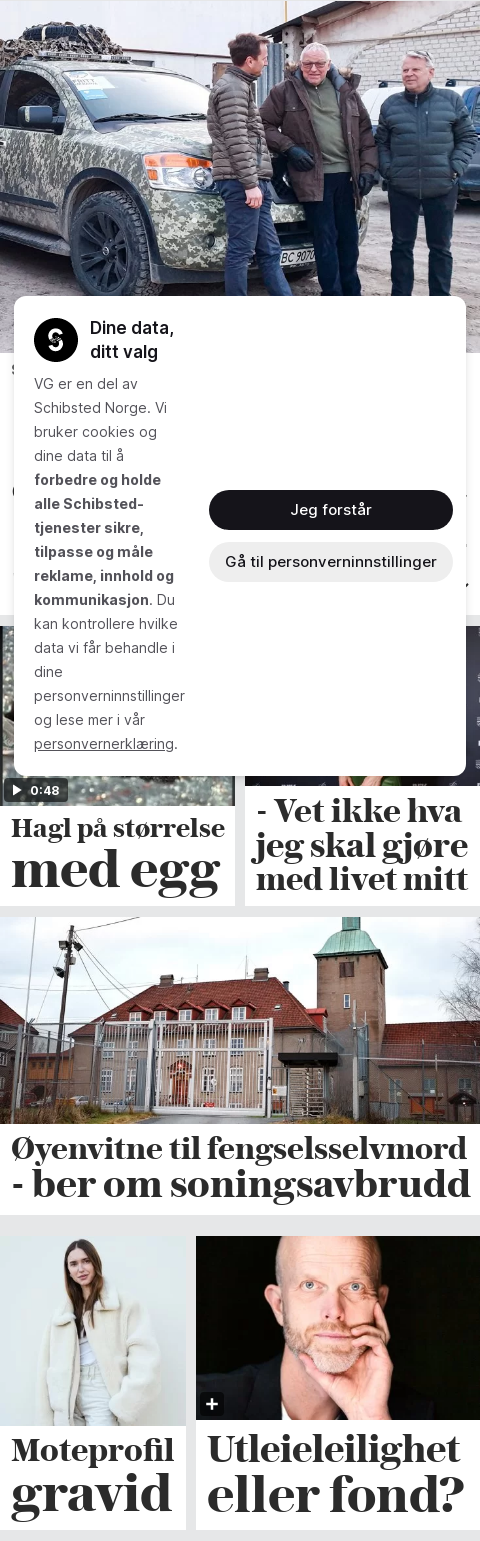 BC 9070
Dine data,
ditt valg
VG er en del av
Schibsted Norge. Vi
bruker cookies og
dine data til å
forbedre og holde
alle Schibsted-
tjenester sikre,
tilpasse og måle
reklame, innhold og
kommunikasjon. Du
kan kontrollere hvilke
data vi får behandle i
dine
personverninnstillinger
og lese mer i vår
personvernerklæring.
Jeg forstår
Gå til personverninnstillinger
0:48
Hagl på størrelse
med egg
- Vet ikke hva
jeg skal gjøre
med livet mitt
Øyenvitne til fengselsselvmord
- ber om soningsavbrudd
Moteprofil
gravid
Utleieleilighet
eller fond?